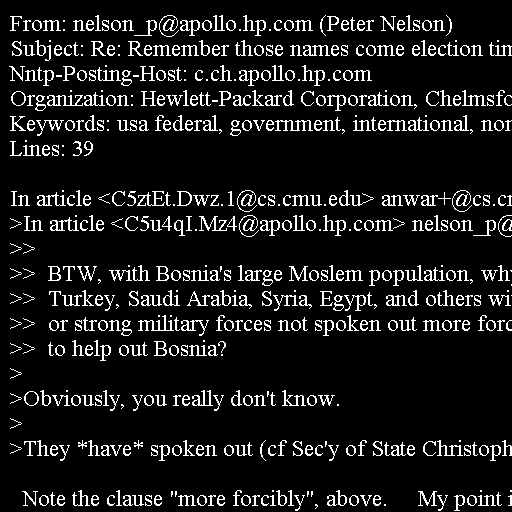 From: nelson_p@apollo.hp.com (Peter Nelson)
Subject: Re: Remember those names come election tim
Nntp-Posting-Host: c.ch.apollo.hp.com
Organization: Hewlett-Packard Corporation, Chelmsfo
Keywords: usa federal, government, international, non
Lines: 39

In article <C5ztEt.Dwz.1@cs.cmu.edu> anwar+@cs.cm
>In article <C5u4qI.Mz4@apollo.hp.com> nelson_p@
>>
>>  BTW, with Bosnia's large Moslem population, why
>>  Turkey, Saudi Arabia, Syria, Egypt, and others wi
>>  or strong military forces not spoken out more forc
>>  to help out Bosnia?
>
>Obviously, you really don't know.
>
>They *have* spoken out (cf Sec'y of State Christoph

  Note the clause "more forcibly", above.     My point i